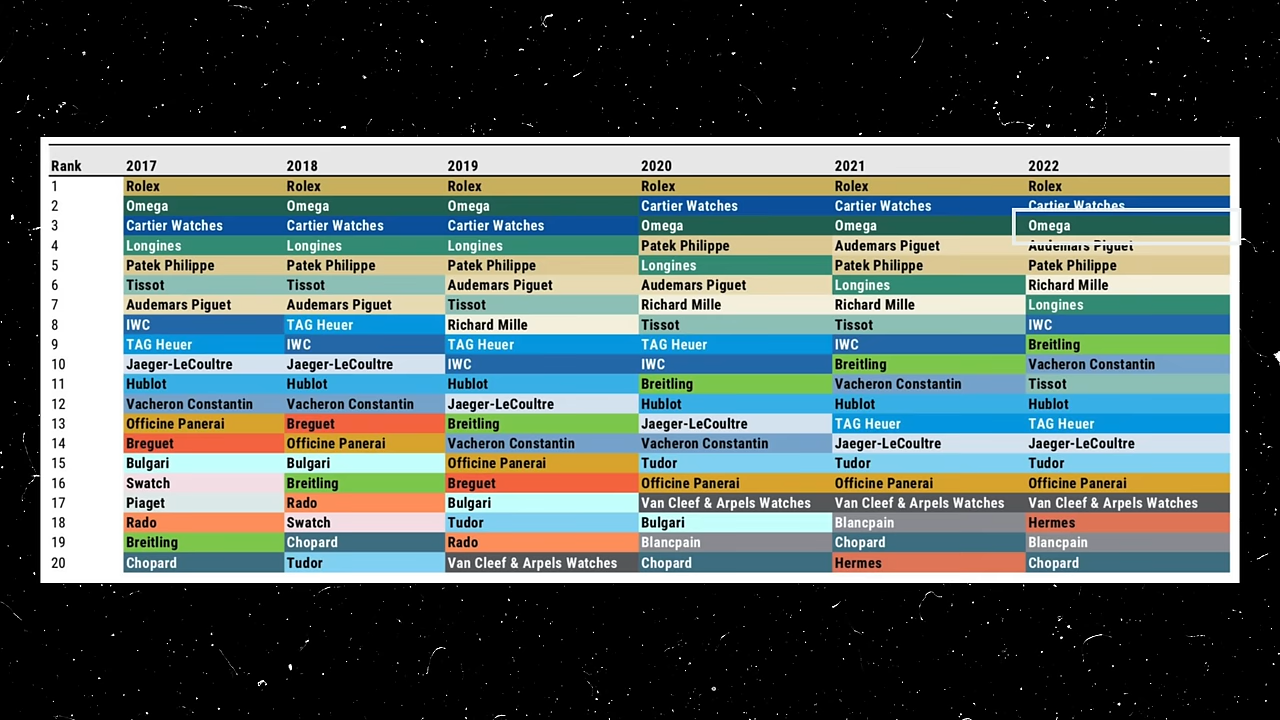 Rank 2017 2018 2019 2020 2021 2022
1 Rolex Rolex Rolex Rolex Rolex Rolex
2 Omega Omega Omega Cartier Watches Cartier Watches Cartier Watches
3 Cartier Watches Cartier Watches Cartier Watches Omega Omega Omega
4 Longines Longines Longines Patek Philippe Audemars Piguet Audemars Piguet
5 Patek Philippe Patek Philippe Patek Philippe Longines Patek Philippe Patek Philippe
6 Tissot Tissot Audemars Piguet Audemars Piguet Longines Richard Mille
7 Audemars Piguet Audemars Piguet Tissot Richard Mille Richard Mille Longines
8 IWC TAG Heuer Richard Mille Tissot Tissot IWC
9 TAG Heuer IWC TAG Heuer TAG Heuer IWC Breitling
10 Jaeger-LeCoultre Jaeger-LeCoultre IWC IWC Breitling Vacheron Constantin
11 Hublot Hublot Hublot Breitling Vacheron Constantin Tissot
12 Vacheron Constantin Vacheron Constantin Jaeger-LeCoultre Hublot Hublot Hublot
13 Officine Panerai Breguet Breitling Jaeger-LeCoultre TAG Heuer TAG Heuer
14 Breguet Officine Panerai Vacheron Constantin Vacheron Constantin Jaeger-LeCoultre Jaeger-LeCoultre
15 Bulgari Bulgari Officine Panerai Tudor Tudor Tudor
16 Swatch Breitling Breguet Officine Panerai Officine Panerai Officine Panerai
17 Piaget Rado Bulgari Van Cleef & Arpels Watches Van Cleef & Arpels Watches Van Cleef & Arpels Watches
18 Rado Swatch Tudor Bulgari Blancpain Hermes
19 Breitling Chopard Rado Blancpain Chopard Blancpain
20 Chopard Tudor Van Cleef & Arpels Watches Chopard Hermes Chopard